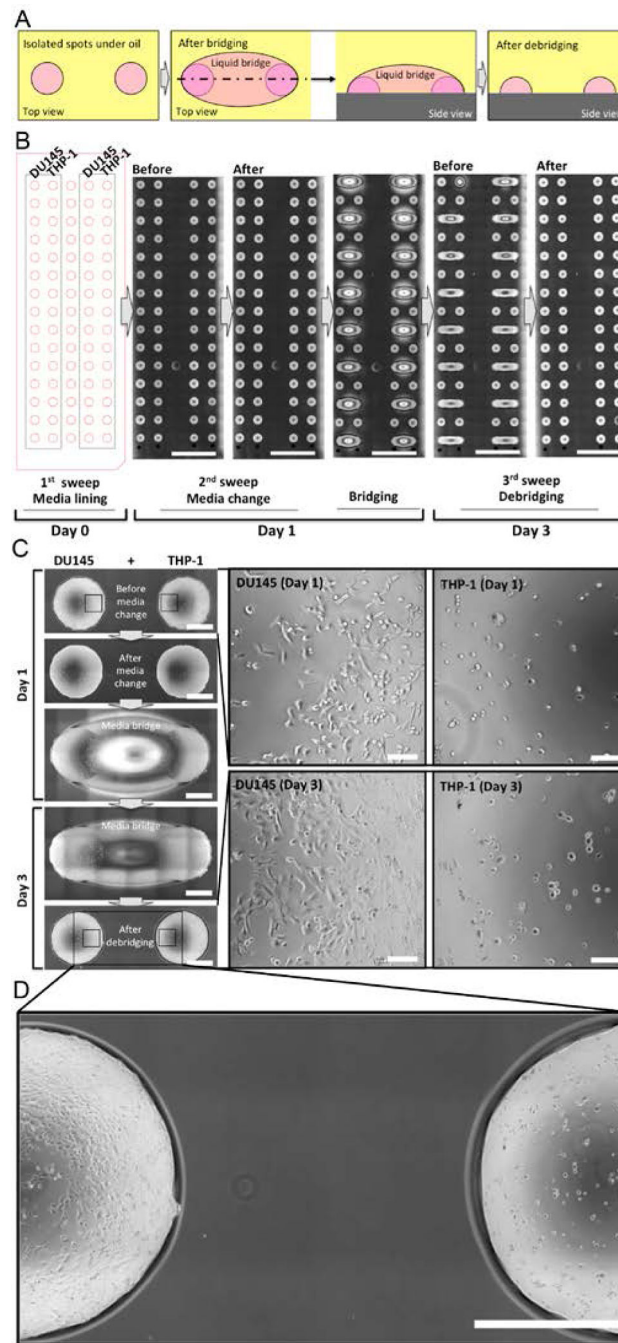 A
Isolated spots under oil
Top view
After bridging
Liquid bridge
Top view
Liquid bridge
Side view
After debridging
Side view
B
DU145
THP-1
DU145
THP-1
Before
After
Before
After
1st sweep
Media lining
2nd sweep
Media change
Bridging
3rd sweep
Debridging
Day 0
Day 1
Day 3
C
DU145 + THP-1
Day 1
Before
media
change
After
media
change
Media bridge
Day 3
Media bridge
After
debridging
DU145 (Day 1)
THP-1 (Day 1)
DU145 (Day 3)
THP-1 (Day 3)
D